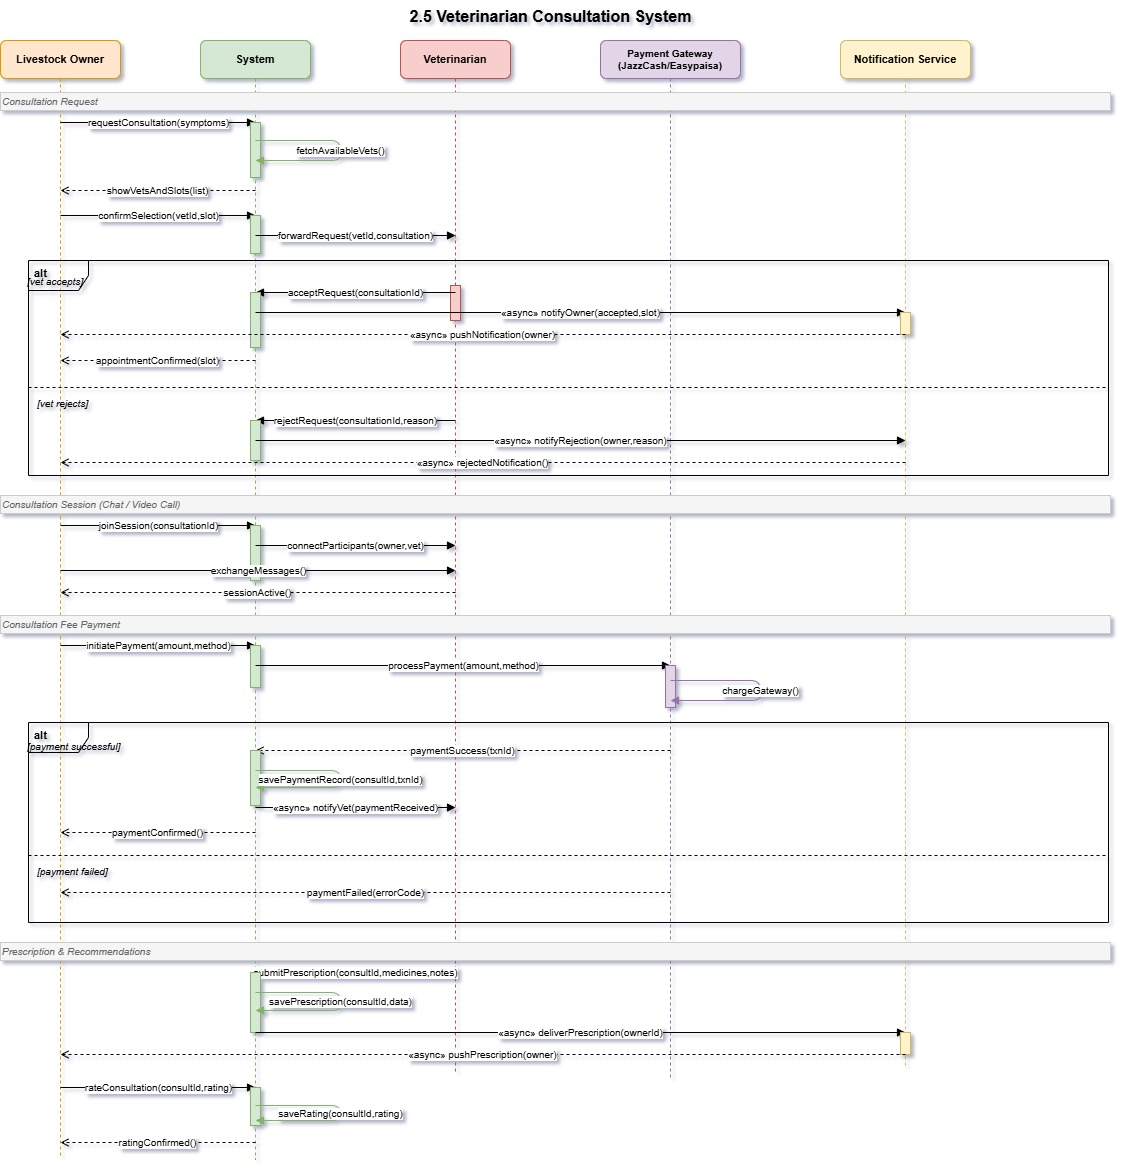 2.5 Veterinarian Consultation System
Livestock Owner
System
Veterinarian
Payment Gateway
(JazzCash/Easypaisa)
Notification Service
Consultation Request
requestConsultation(symptoms)
fetchAvailableVets()
showVetsAndSlots(list)
confirmSelection(vetId,slot)
forwardRequest(vetId,consultation)
alt
[vet accepts]
acceptRequest(consultationId)
«async» notifyOwner(accepted,slot)
«async» pushNotification(owner)
appointmentConfirmed(slot)
[vet rejects]
rejectRequest(consultationId,reason)
«async» notifyRejection(owner,reason)
«async» rejectedNotification()
Consultation Session (Chat / Video Call)
joinSession(consultationId)
connectParticipants(owner,vet)
exchangeMessages()
sessionActive()
Consultation Fee Payment
initiatePayment(amount,method)
processPayment(amount,method)
chargeGateway()
alt
[payment successful]
paymentSuccess(txnId)
savePaymentRecord(consultId,txnId)
«async» notifyVet(paymentReceived)
paymentConfirmed()
[payment failed]
paymentFailed(errorCode)
Prescription & Recommendations
submitPrescription(consultId,medicines,notes)
savePrescription(consultId,data)
«async» deliverPrescription(ownerId)
«async» pushPrescription(owner)
rateConsultation(consultId,rating)
saveRating(consultId,rating)
ratingConfirmed()